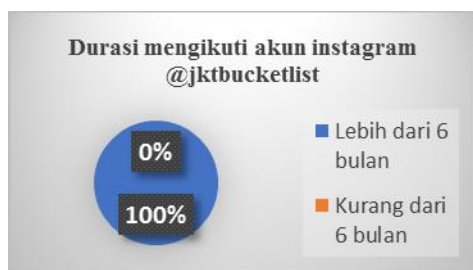 Durasi mengikuti akun instagram
@jktbucketlist
0%
100%
Lebih dari 6
bulan
Kurang dari
6 bulan